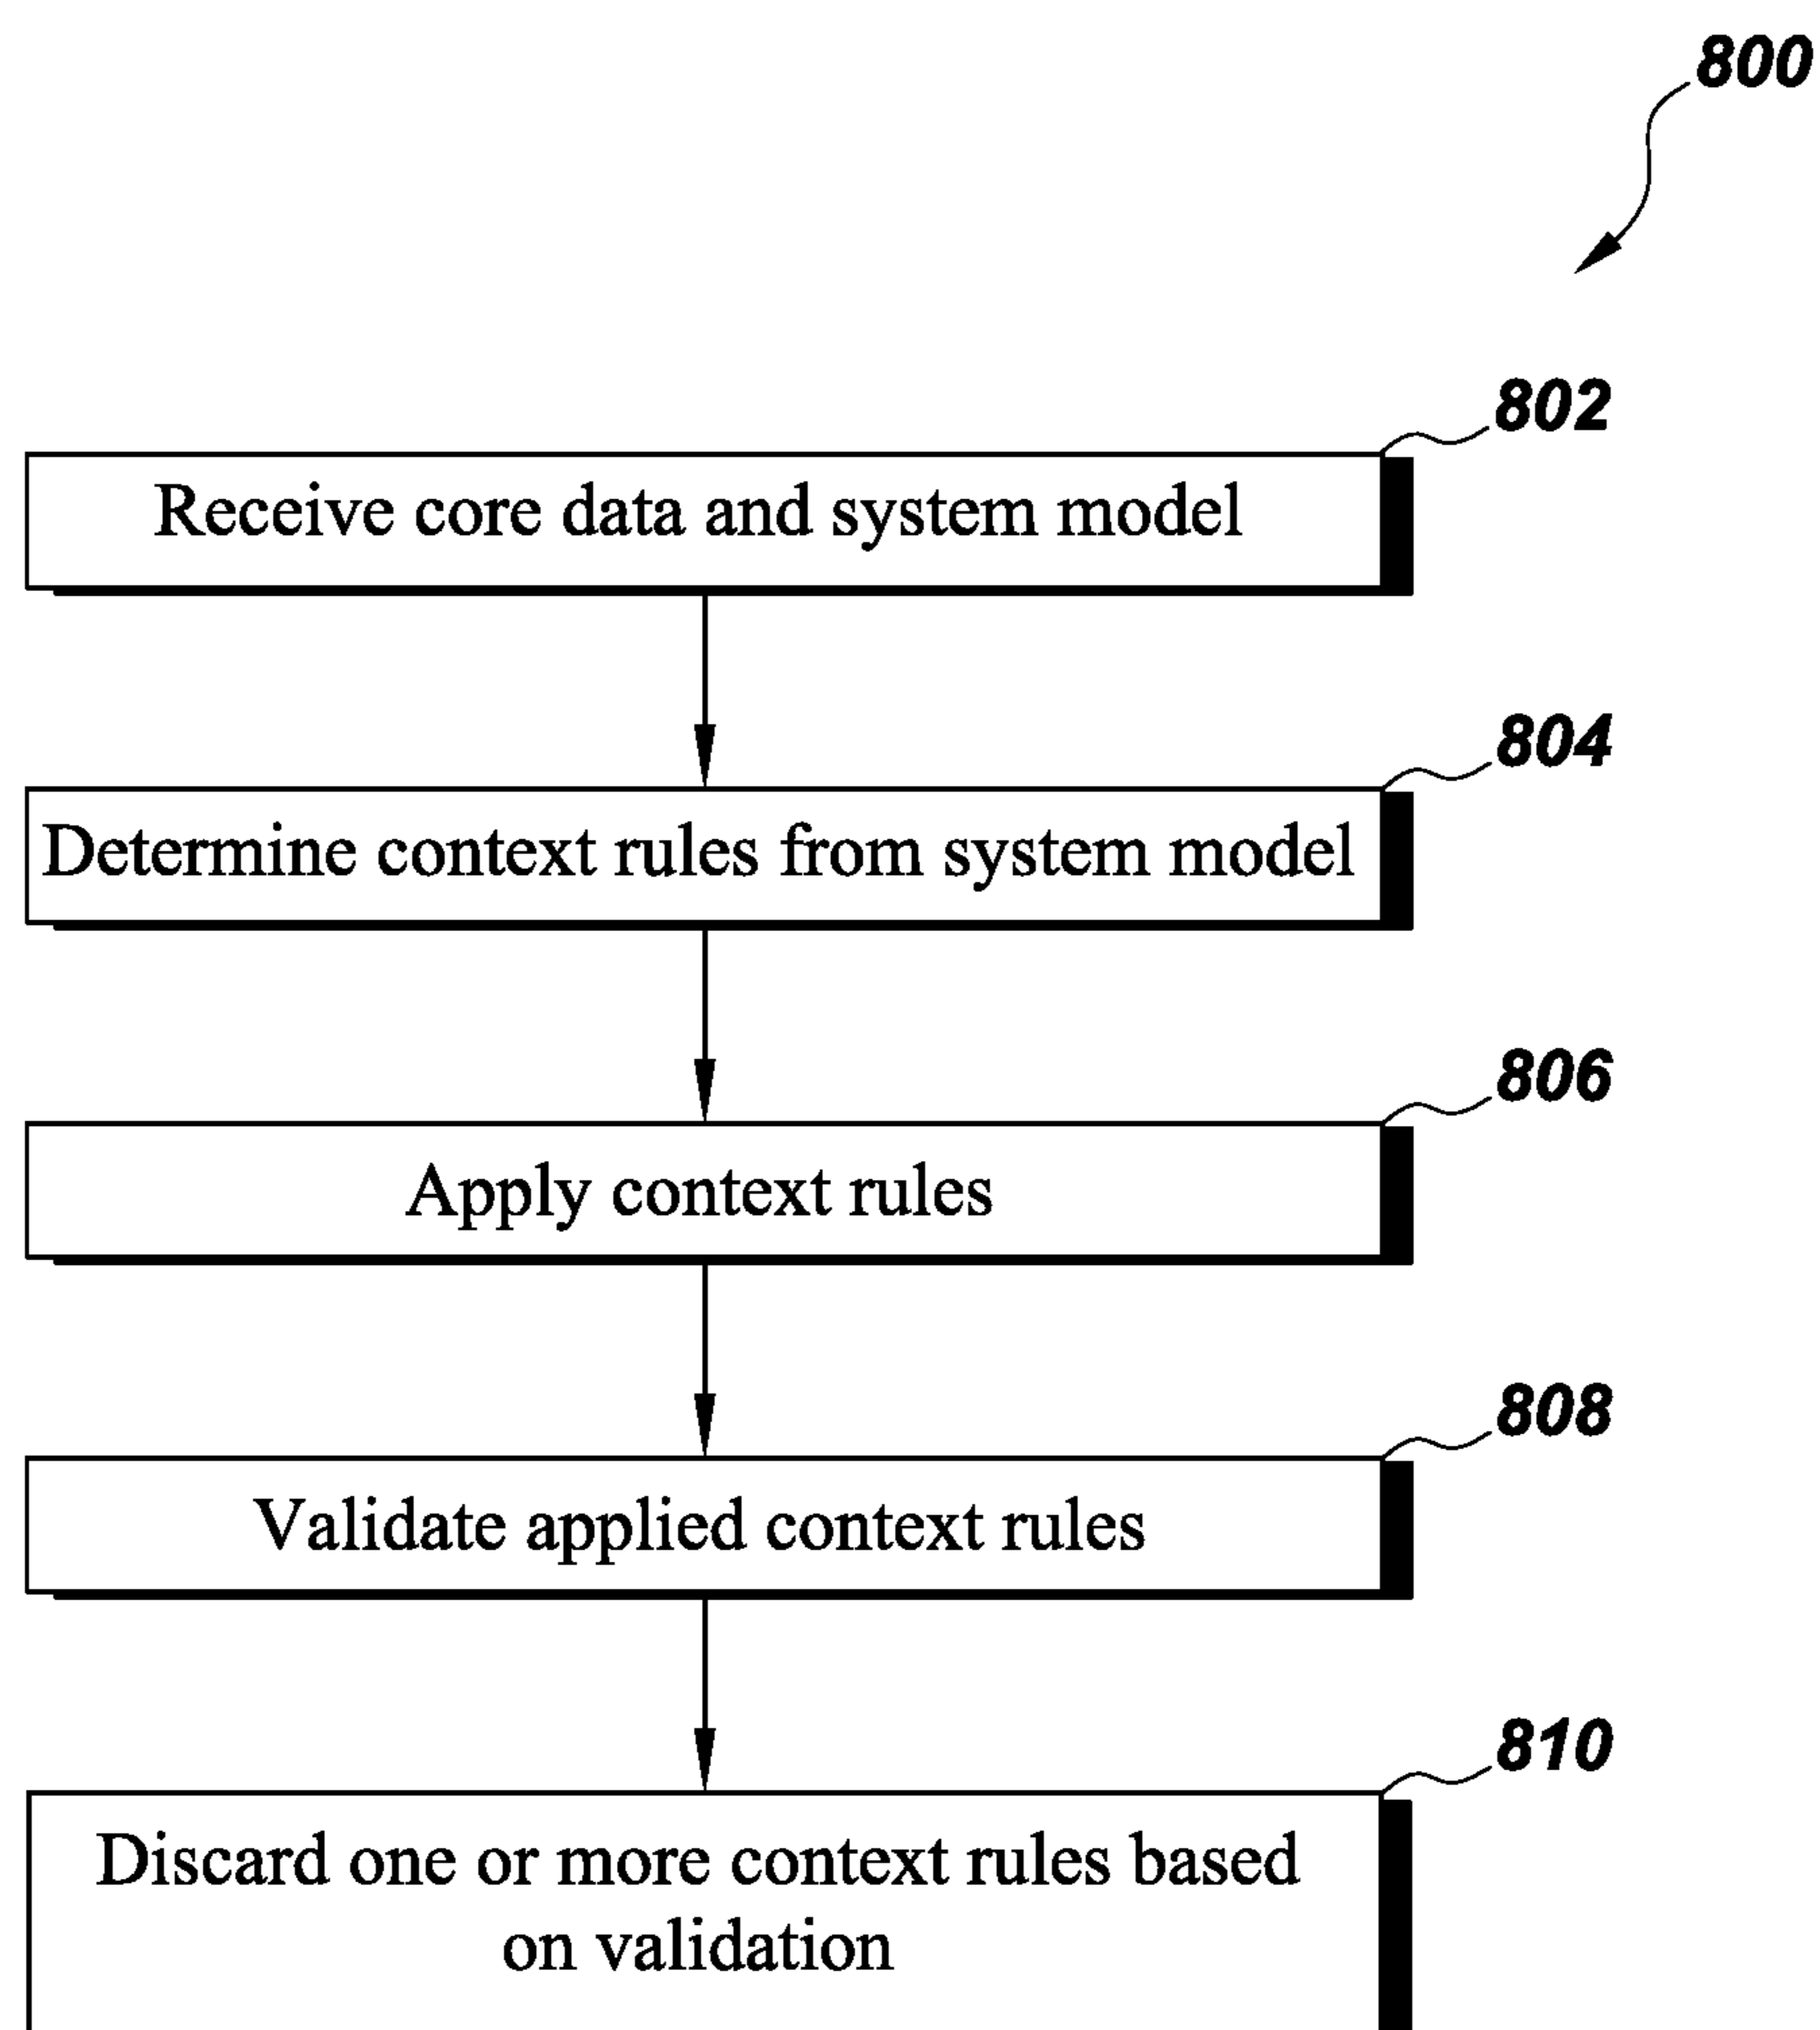 800
802
Receive core data and system model
804
Determine context rules from system model
806
Apply context rules
808
Validate applied context rules
810
Discard one or more context rules based
on validation